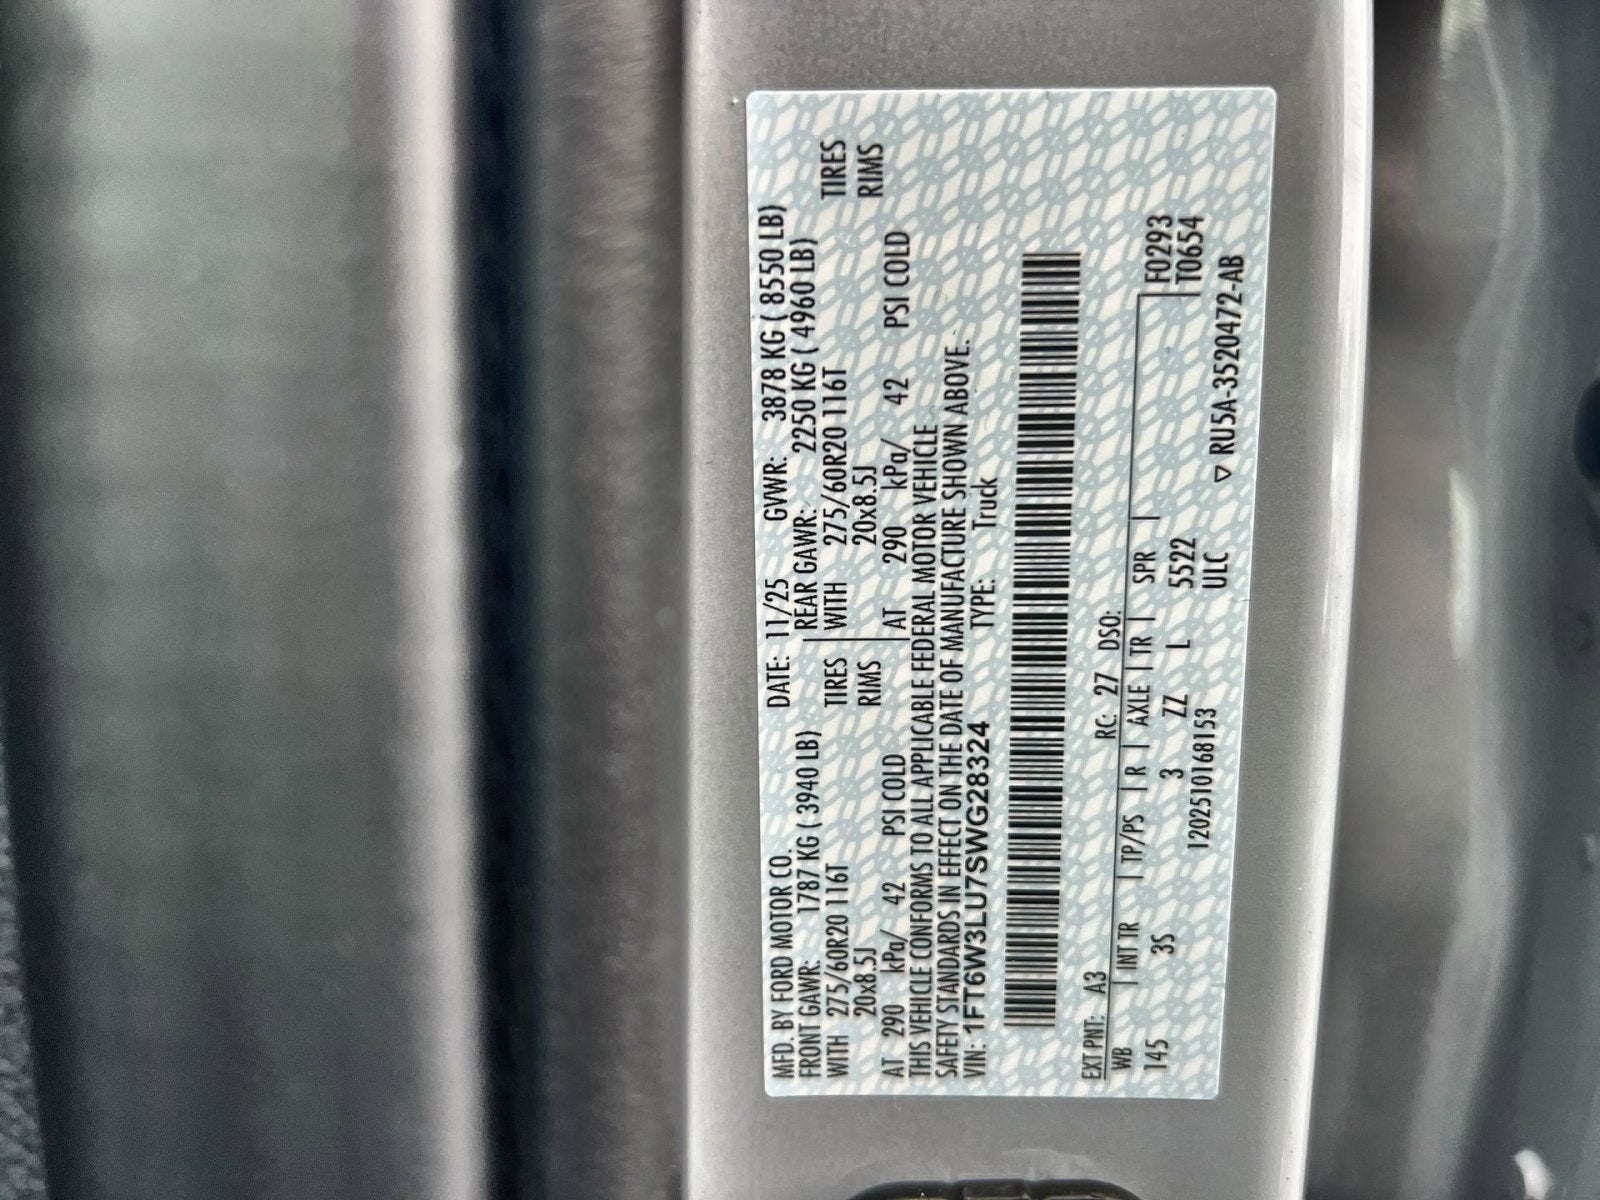 MFD. BY FORD MOTOR CO. DATE: 11/25 GVWR: 3878 KG ( 8550 LB)
FRONT GAWR: 1787 KG ( 3940 LB) REAR GAWR: 2250 KG ( 4960 LB)
WITH 275/60R20 116T TIRES WITH 275/60R20 116T TIRES
20x8.5J RIMS 20x8.5J RIMS
AT 290 kPa/ 42 PSI COLD AT 290 kPa/ 42 PSI COLD
THIS VEHICLE CONFORMS TO ALL APPLICABLE FEDERAL MOTOR VEHICLE
SAFETY STANDARDS IN EFFECT ON THE DATE OF MANUFACTURE SHOWN ABOVE.
VIN: 1FT6W3LU7SWG28324 TYPE: Truck
EXT PNT: A3 RC: 27 DSO:
WB INT TR TP/PS R AXLE TR SPR F0293
145 3S 3 ZZ L 5522 T0654
12025101681​53 ULC
▽ RU5A-3520472-AB